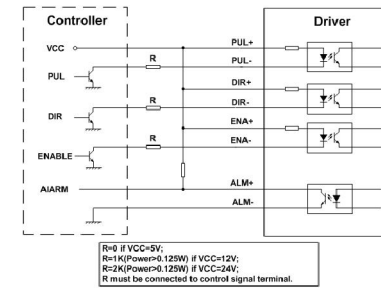 Controller
Driver
VCC
PUL+
R
PUL-
PUL
DIR+
R
DIR-
DIR
ENA+
R
ENA-
ENABLE
AlARM
ALM+
ALM-
R=0 if VCC=5V;
R=1K(Power>0.125W) if VCC=12V;
R=2K(Power>0.125W) if VCC=24V;
R must be connected to control signal terminal.